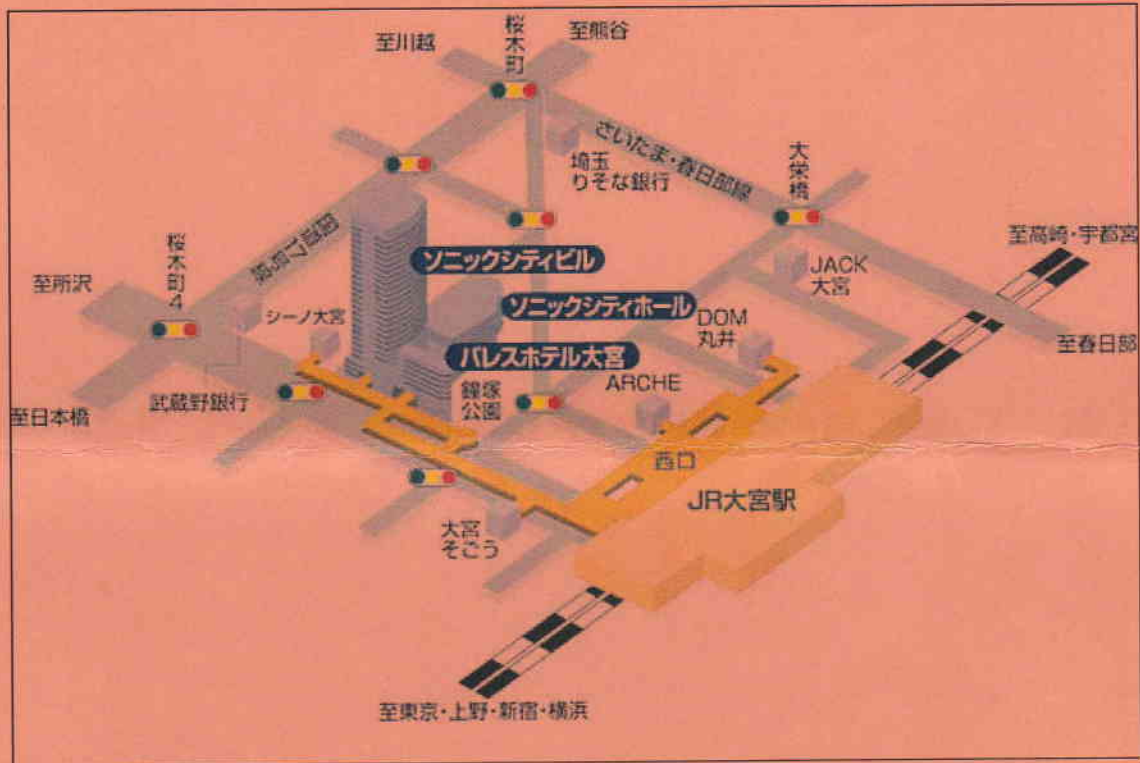 至川越
桜木町
至熊谷
さいたま・春日部線
大栄橋
埼玉
りそな銀行
至高崎・宇都宮
国道17号線
桜木町4
至所沢
ソニックシティビル
JACK
大宮
シーノ大宮
ソニックシティホール
DOM
丸井
至春日部
パレスホテル大宮
ARCHE
武蔵野銀行
鐘塚
公園
至日本橋
西口
JR大宮駅
大宮
そごう
至東京・上野・新宿・横浜